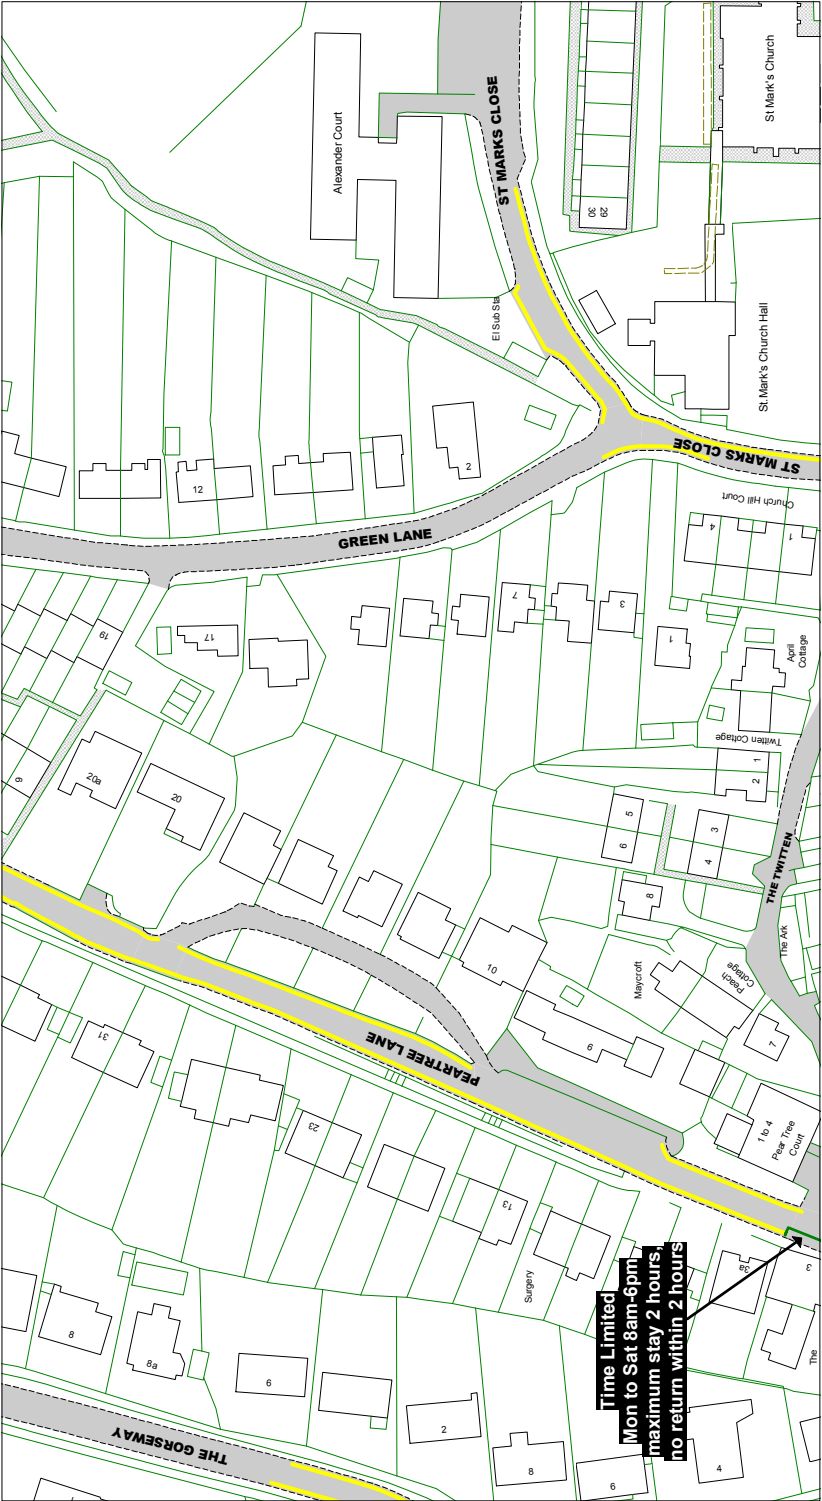 St Mark's Church
Alexander Court
ST MARKS CLOSE
29
30
El Sub Sta
St.Mark's Church Hall
2
12
ST MARKS CLOSE
GREEN LANE
Church Hill Court
4
1
19
17
7
3
1
April
Cottage
Twitten Cottage
9
20a
20
1
2
5
6
3
4
8
THE TWITTEN
The Ark
Peach
Cottage
Maycroft
10
9
7
PEARTREE LANE
31
23
13
1 to 4
Pear Tree
Court
Surgery
3a
3
The
Time Limited
Mon to Sat 8am-6pm
maximum stay 2 hours,
no return within 2 hours
8
8a
6
2
8
6
4
THE GORSEWAY